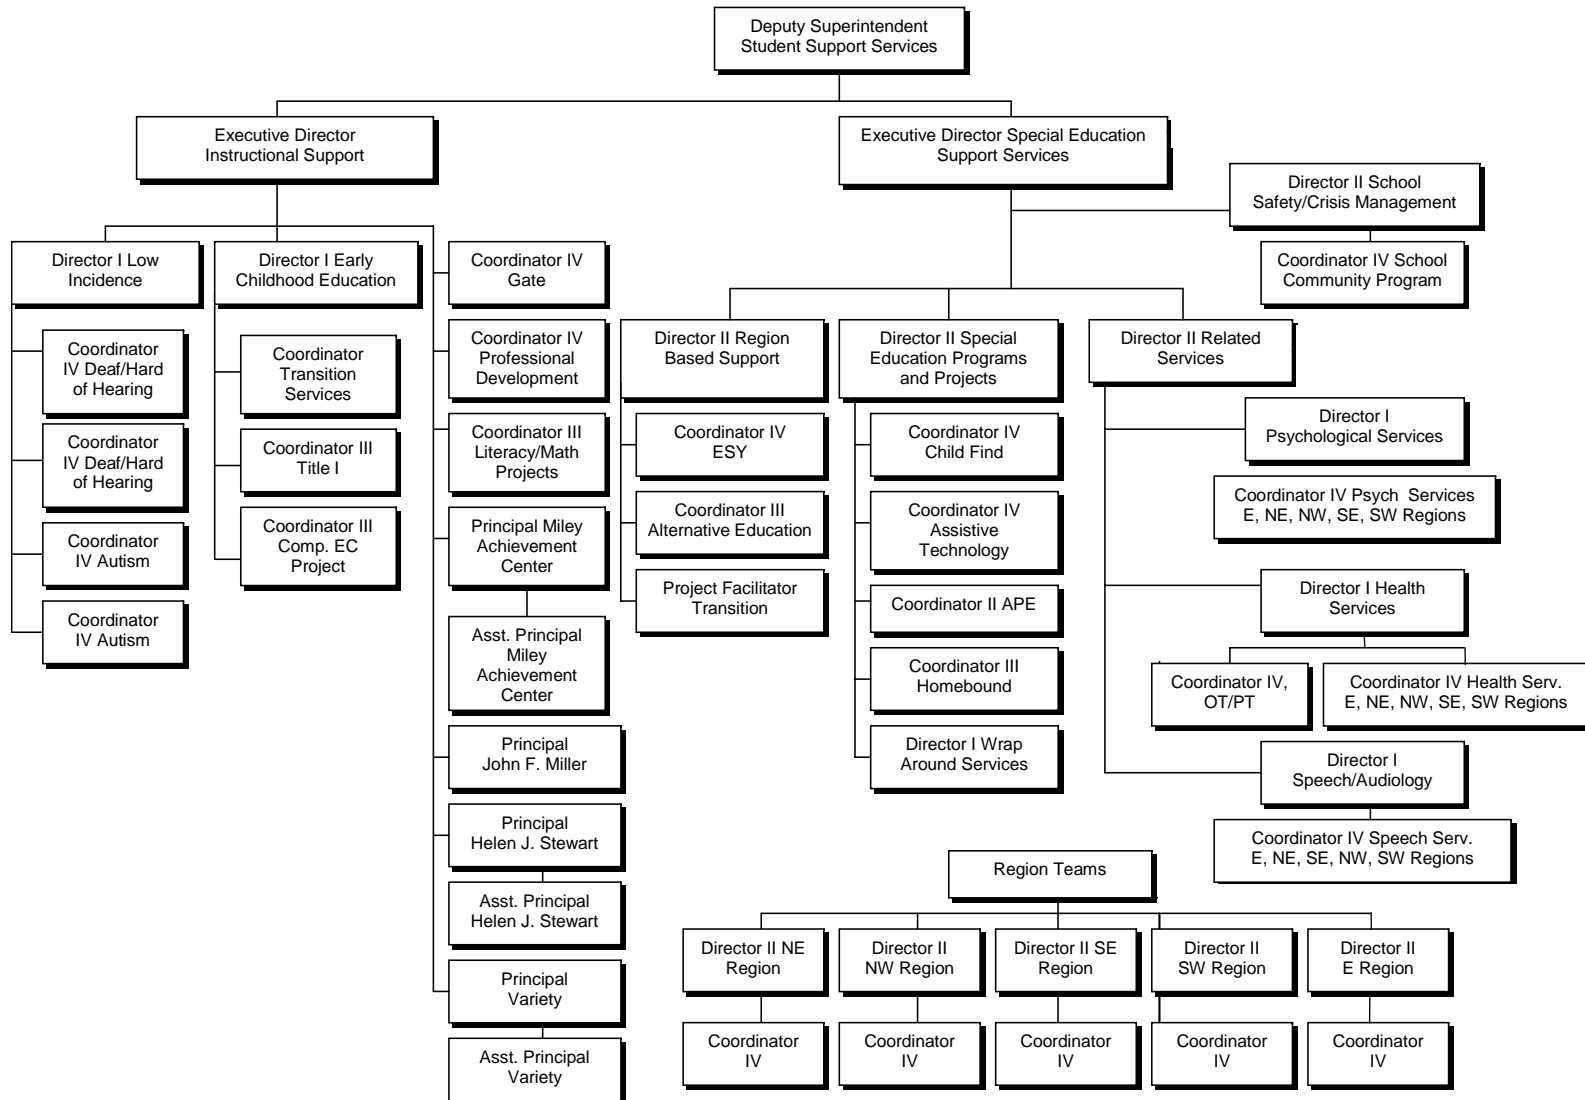 Deputy Superintendent
Student Support Services
Executive Director
Instructional Support
Executive Director Special Education
Support Services
Director II School
Safety/Crisis Management
Coordinator IV School
Community Program
Director I Low
Incidence
Coordinator
IV Deaf/Hard
of Hearing
Coordinator
IV Deaf/Hard
of Hearing
Coordinator
IV Autism
Coordinator
IV Autism
Director I Early
Childhood Education
Coordinator
Transition
Services
Coordinator III
Title I
Coordinator III
Comp. EC
Project
Coordinator IV
Gate
Coordinator IV
Professional
Development
Coordinator III
Literacy/Math
Projects
Principal Miley
Achievement
Center
Asst. Principal
Miley
Achievement
Center
Principal
John F. Miller
Principal
Helen J. Stewart
Asst. Principal
Helen J. Stewart
Principal
Variety
Asst. Principal
Variety
Director II Region
Based Support
Coordinator IV
ESY
Coordinator III
Alternative Education
Project Facilitator
Transition
Director II Special
Education Programs
and Projects
Coordinator IV
Child Find
Coordinator IV
Assistive
Technology
Coordinator II APE
Coordinator III
Homebound
Director I Wrap
Around Services
Director II Related
Services
Director I
Psychological Services
Coordinator IV Psych Services
E, NE, NW, SE, SW Regions
Director I Health
Services
Coordinator IV,
OT/PT
Coordinator IV Health Serv.
E, NE, NW, SE, SW Regions
Director I
Speech/Audiology
Coordinator IV Speech Serv.
E, NE, SE, NW, SW Regions
Region Teams
Director II NE
Region
Director II
NW Region
Director II SE
Region
Director II
SW Region
Director II
E Region
Coordinator
IV
Coordinator
IV
Coordinator
IV
Coordinator
IV
Coordinator
IV